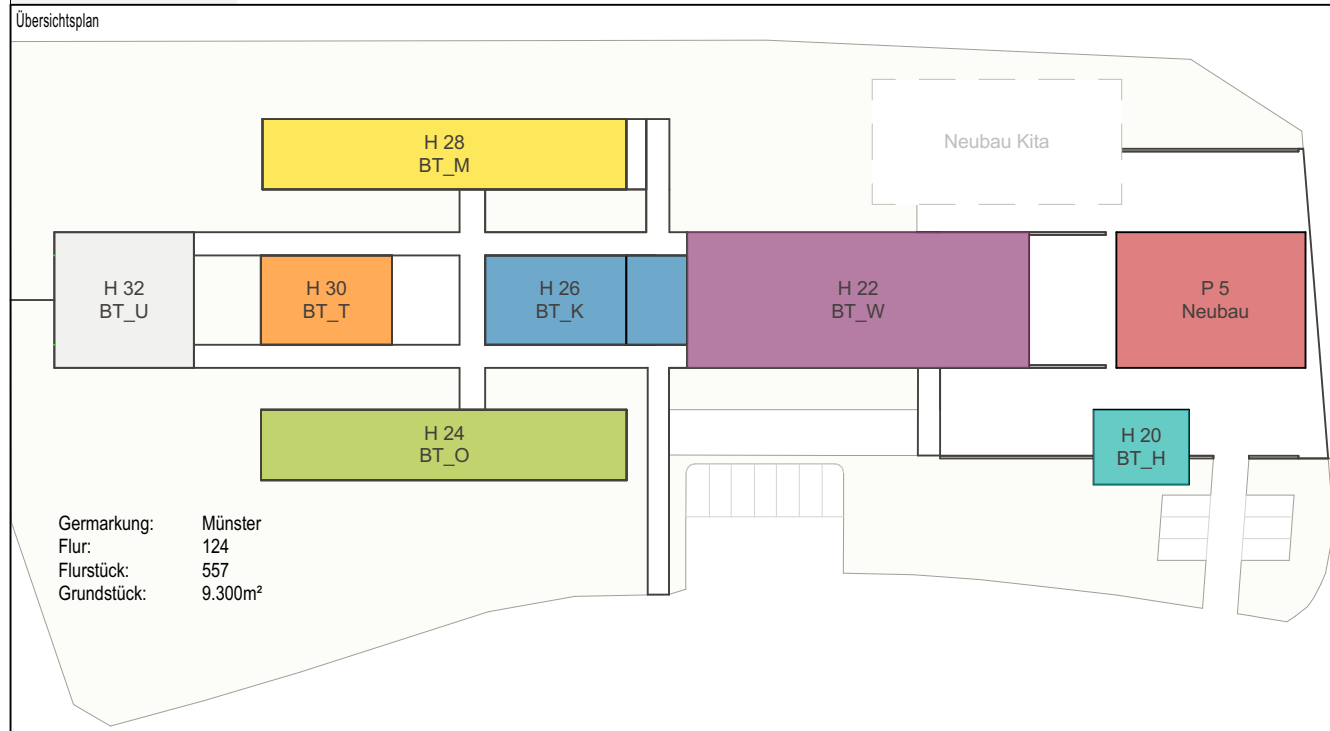 Übersichtsplan
Neubau Kita
H 28
BT_M
H 32
BT_U
H 30
BT_T
H 26
BT_K
H 22
BT_W
P 5
Neubau
H 24
BT_O
H 20
BT_H
Germarkung: Münster
Flur: 124
Flurstück: 557
Grundstück: 9.300m²